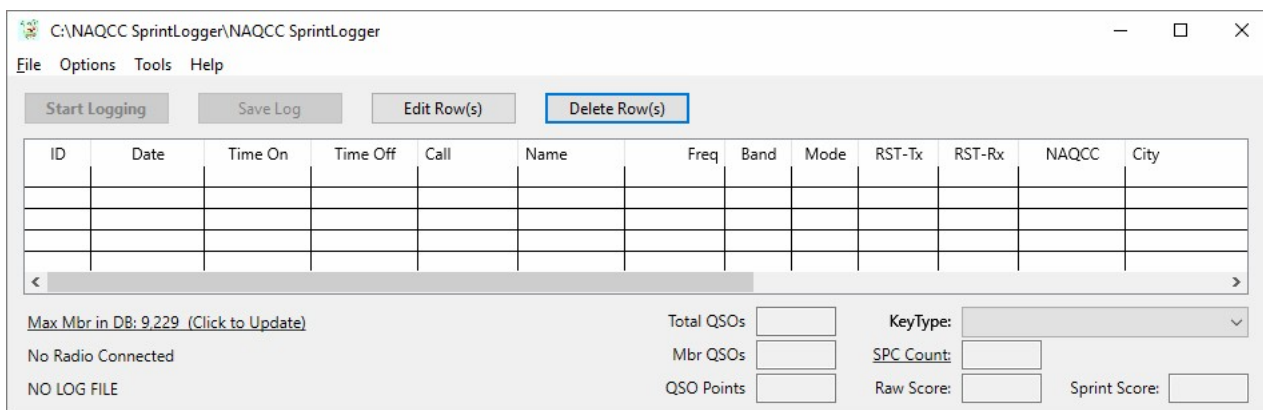 C:\NAQCC SprintLogger\NAQCC SprintLogger
File Options Tools Help
Start Logging Save Log Edit Row(s) Delete Row(s)
ID Date Time On Time Off Call Name Freq Band Mode RST-Tx RST-Rx NAQCC City
Max Mbr in DB: 9,229 (Click to Update) Total QSOs KeyType:
No Radio Connected Mbr QSOs SPC Count:
NO LOG FILE QSO Points Raw Score: Sprint Score: